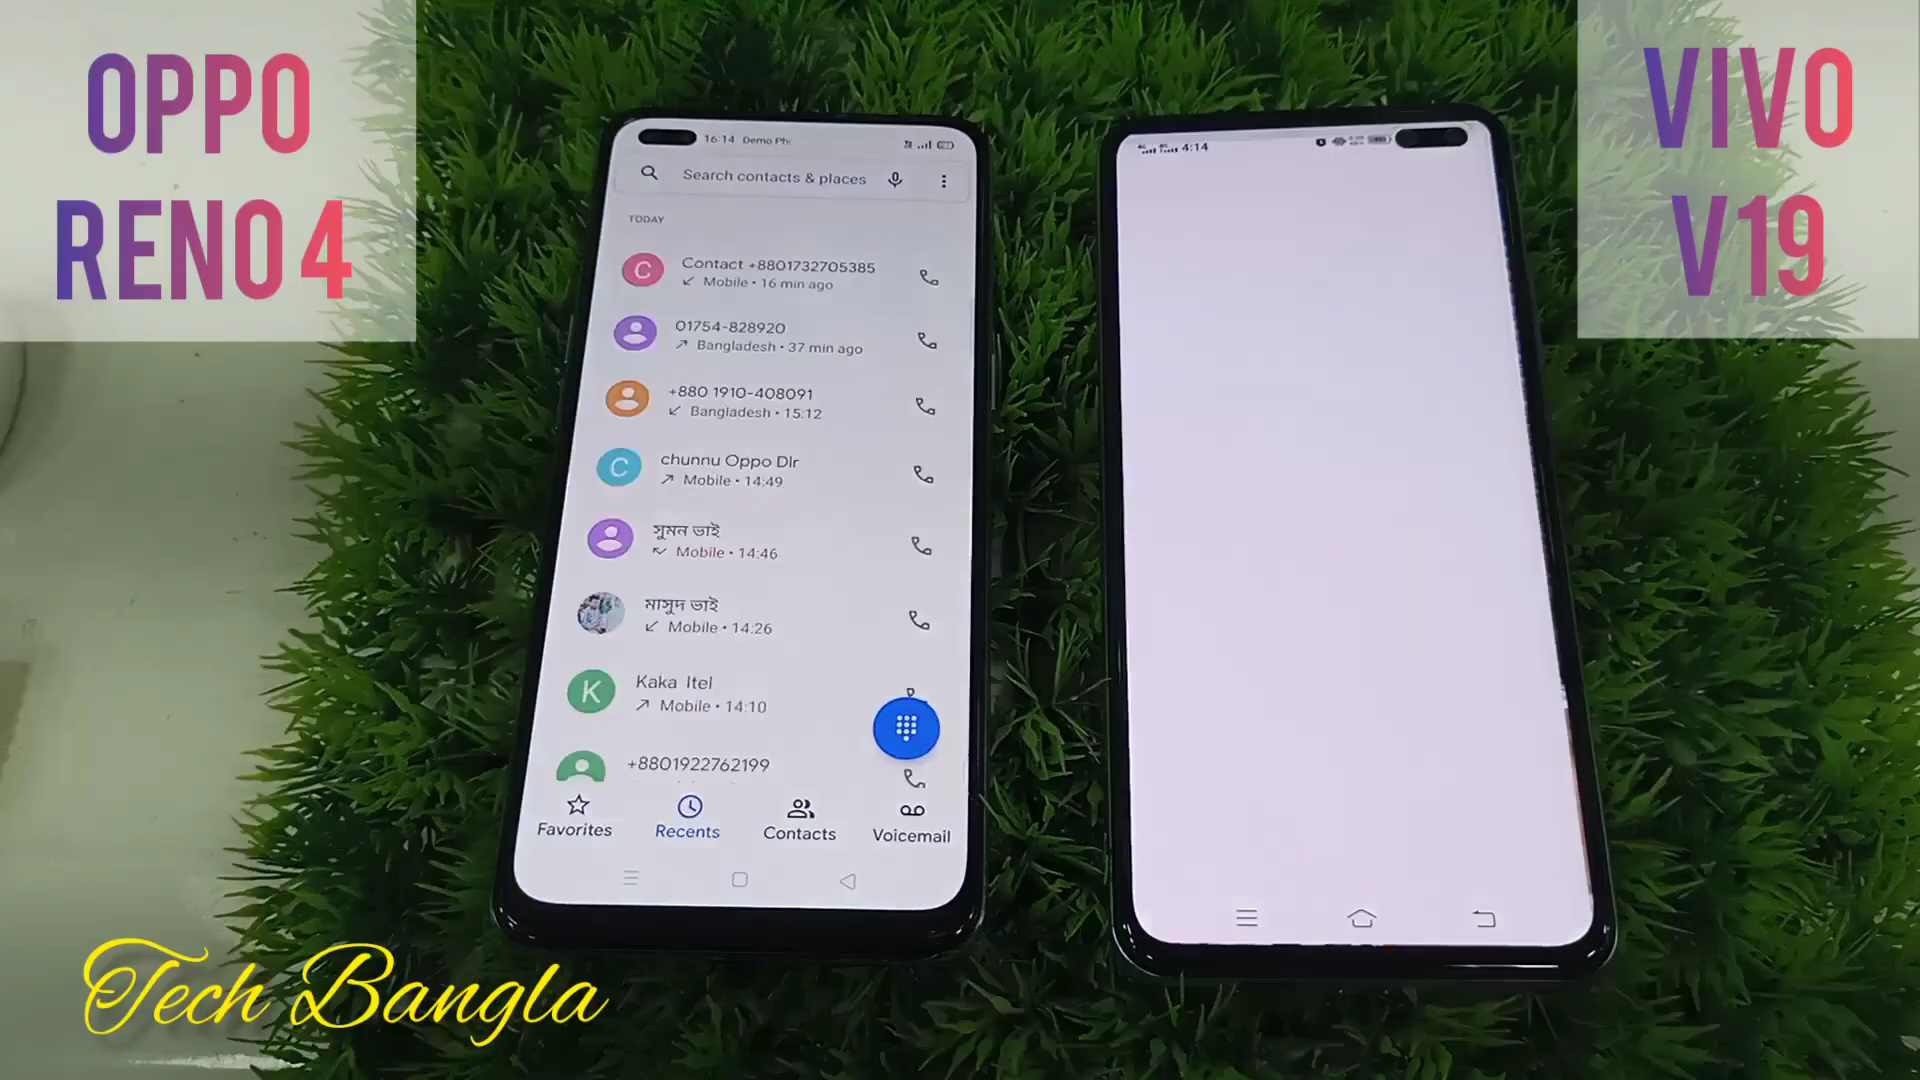 OPPO
RENO 4
VIVO
V19
16:14 Demo Ph
4:14
Search contacts & places
TODAY
Contact +8801732705385
Mobile • 16 min ago
01754-828920
Bangladesh • 37 min ago
+880 1910-408091
Bangladesh • 15:12
chunnu Oppo Dlr
Mobile • 14:49
সুমন ভাই
Mobile • 14:46
মাসুদ ভাই
Mobile • 14:26
Kaka Itel
Mobile • 14:10
+8801922762199
Favorites
Recents
Contacts
Voicemail
Tech Bangla
C
C
K